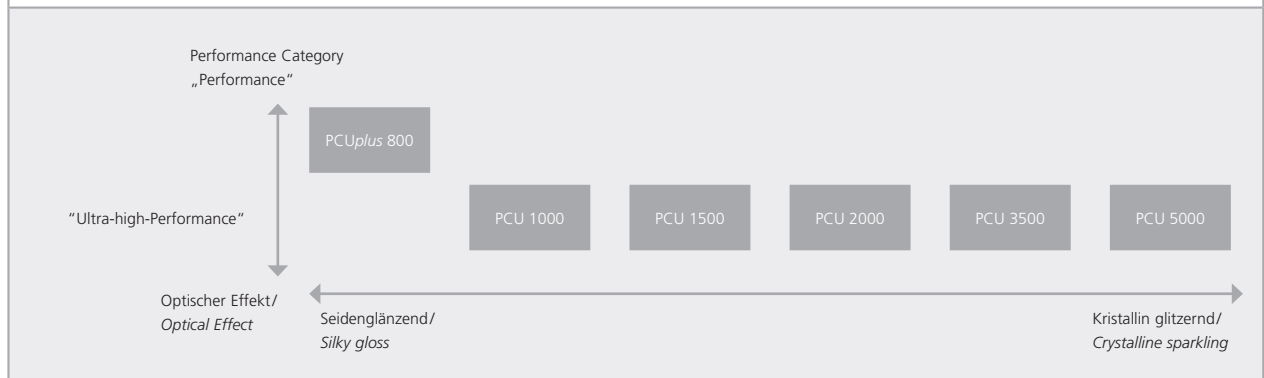 Performance Category
„Performance“
PCUplus 800
“Ultra-high-Performance“
PCU 1000
PCU 1500
PCU 2000
PCU 3500
PCU 5000
Optischer Effekt/
Optical Effect
Seidenglänzend/
Silky gloss
Kristallin glitzernd/
Crystalline sparkling